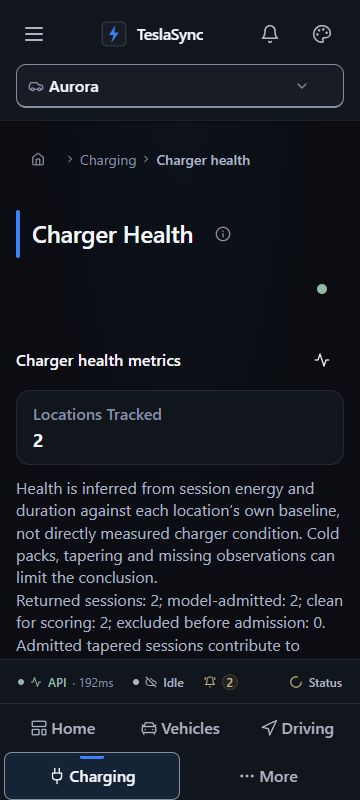 TeslaSync
Aurora
Charging
Charger health
Charger Health
Charger health metrics
Locations Tracked
2
Health is inferred from session energy and
duration against each location's own baseline,
not directly measured charger condition. Cold
packs, tapering and missing observations can
limit the conclusion.
Returned sessions: 2; model-admitted: 2; clean
for scoring: 2; excluded before admission: 0.
Admitted tapered sessions contribute to
API · 192ms
Idle
2
Status
Home
Vehicles
Driving
Charging
More